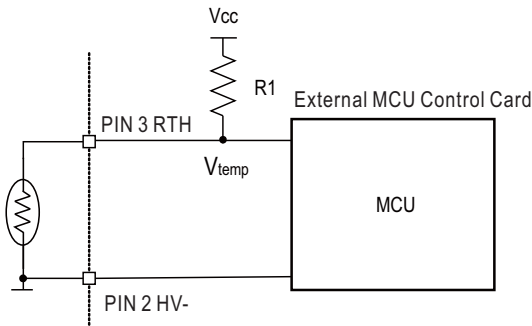 Vcc
R1
External MCU Control Card
PIN 3 RTH
Vtemp
MCU
PIN 2 HV-